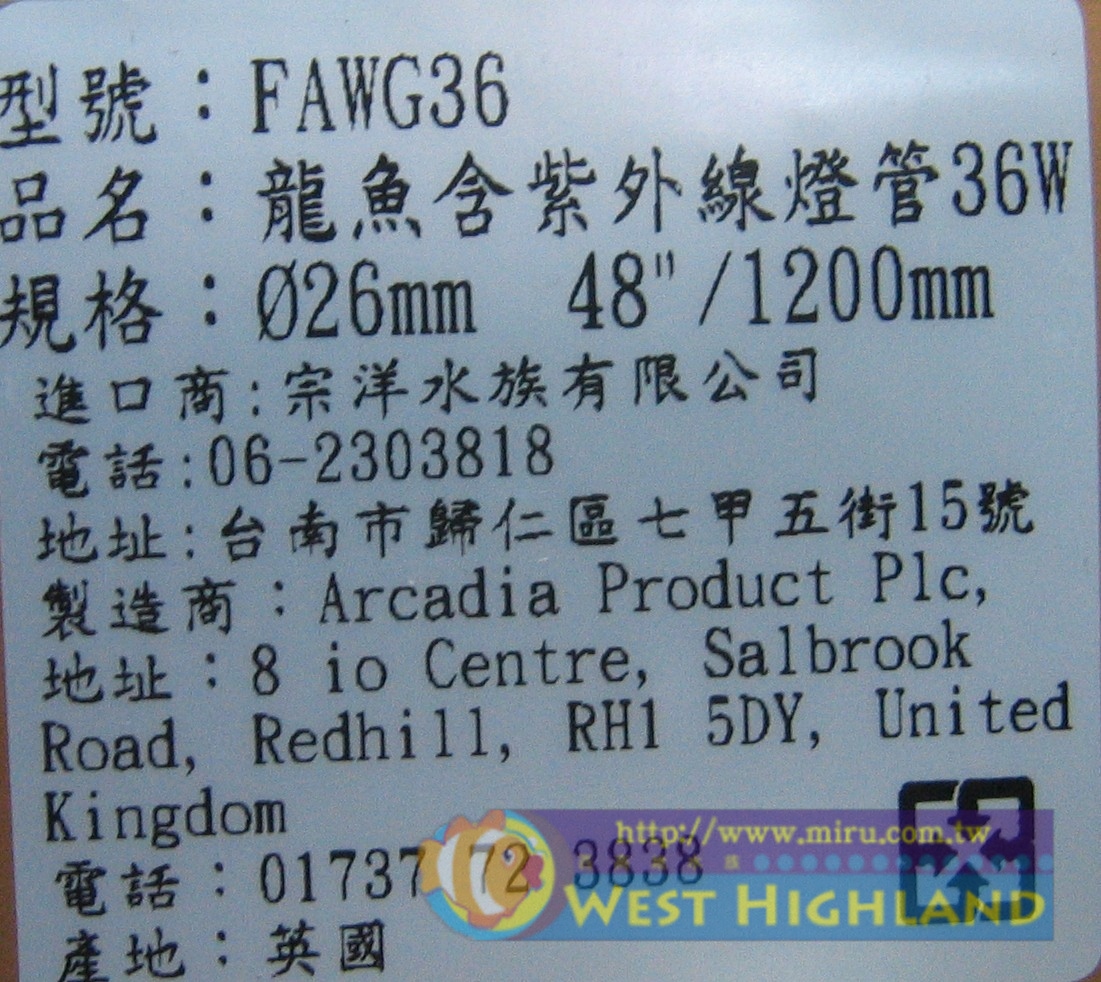 型號：FAWG36
品名：龍魚含紫外線燈管36W
規格：Ø26mm 48"/1200mm
進口商:宗洋水族有限公司
電話:06-2303818
地址:台南市歸仁區七甲五街15號
製造商：Arcadia Product Plc,
地址：8 io Centre, Salbrook
Road, Redhill, RH1 5DY, United
Kingdom
電話：01737 72 3838
產地：英國
http://www.miru.com.tw
WEST HIGHLAND